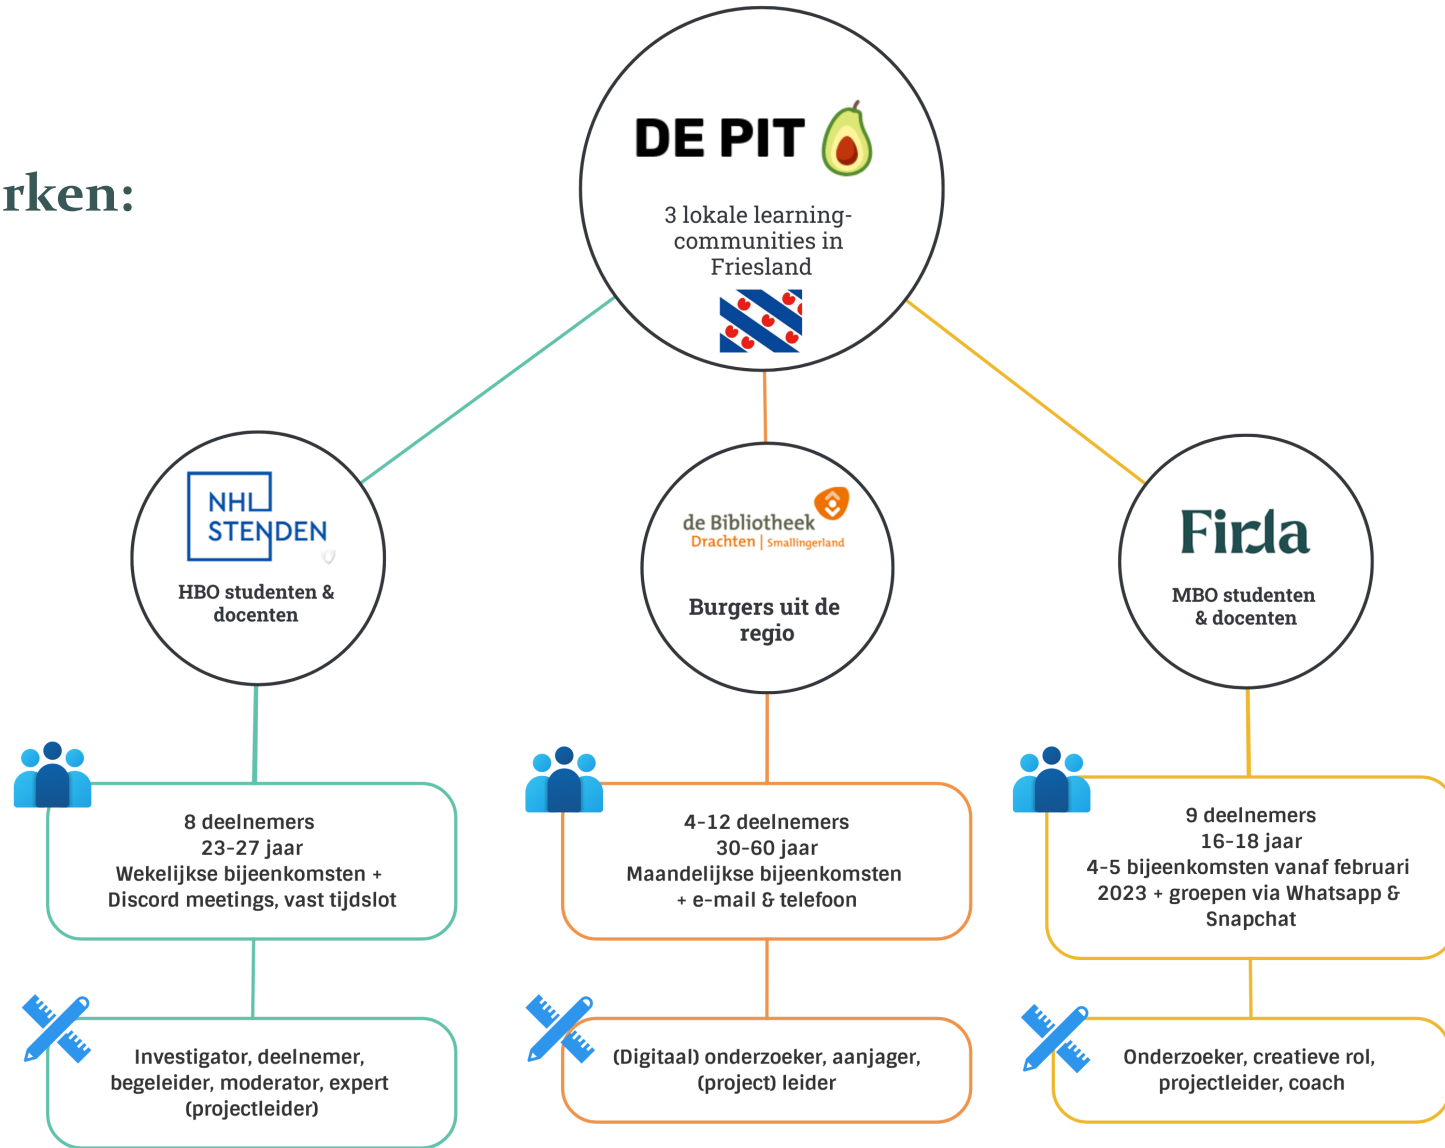 rken:
DE PIT
3 lokale learning-
communities in
Friesland
NHL
STENDEN
HBO studenten &
docenten
de Bibliotheek
Drachten | Smallingerland
Burgers uit de
regio
Firda
MBO studenten
& docenten
8 deelnemers
23-27 jaar
Wekelijkse bijeenkomsten +
Discord meetings, vast tijdslot
4-12 deelnemers
30-60 jaar
Maandelijkse bijeenkomsten
+ e-mail & telefoon
9 deelnemers
16-18 jaar
4-5 bijeenkomsten vanaf februari
2023 + groepen via Whatsapp &
Snapchat
Investigator, deelnemer,
begeleider, moderator, expert
(projectleider)
(Digitaal) onderzoeker, aanjager,
(project) leider
Onderzoeker, creatieve rol,
projectleider, coach